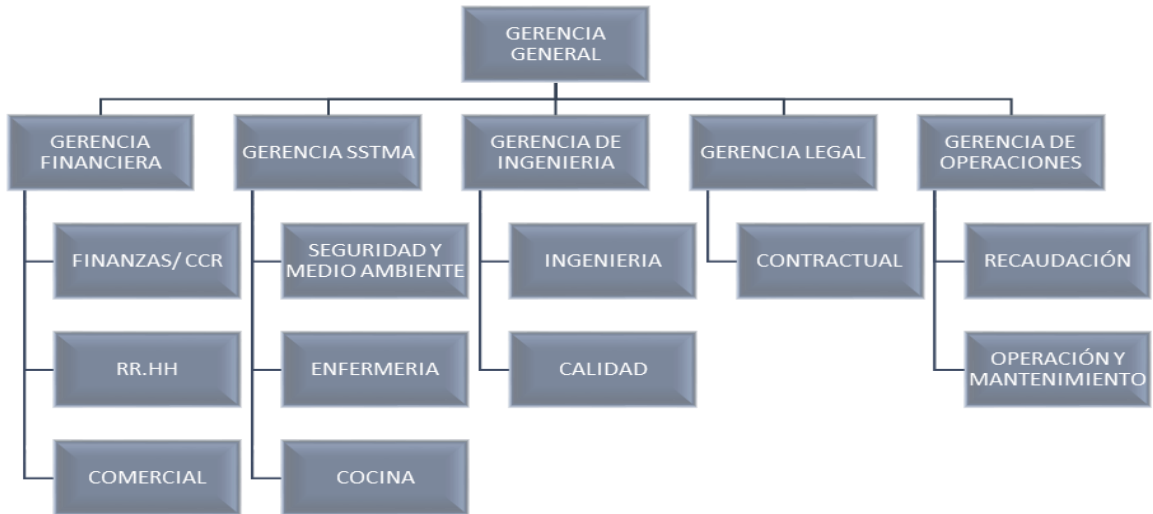 GERENCIA
GENERAL
GERENCIA
FINANCIERA
GERENCIA SSTMA
GERENCIA DE
INGENIERIA
GERENCIA LEGAL
GERENCIA DE
OPERACIONES
FINANZAS/ CCR
SEGURIDAD Y
MEDIO AMBIENTE
INGENIERIA
CONTRACTUAL
RECAUDACIÓN
RR.HH
ENFERMERIA
CALIDAD
OPERACIÓN Y
MANTENIMIENTO
COMERCIAL
COCINA